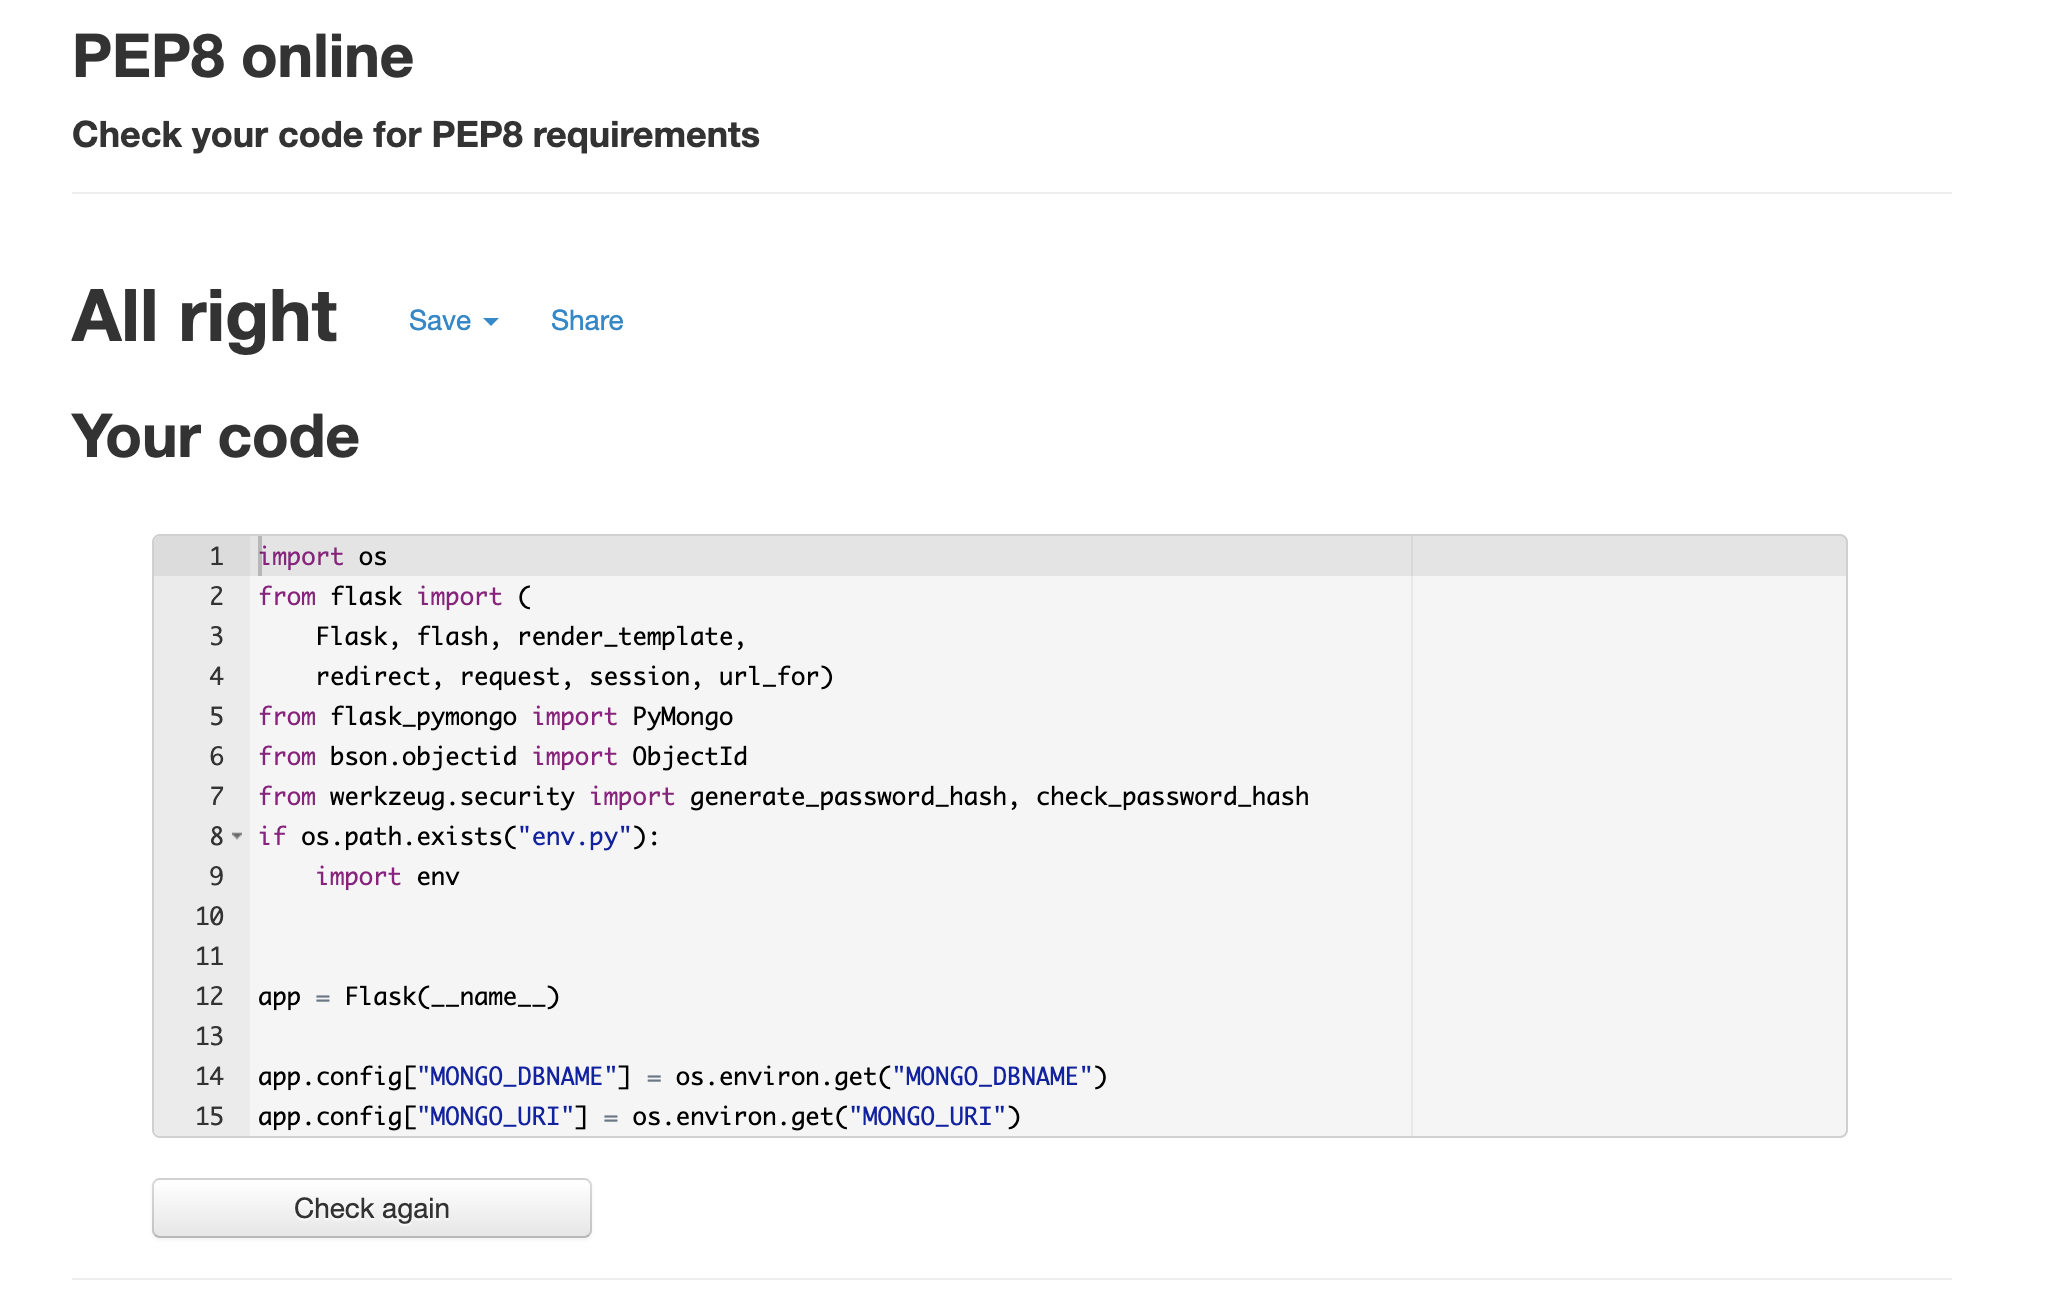 PEP8 online
Check your code for PEP8 requirements
All right Save Share
Your code
1 import os
2 from flask import (
3     Flask, flash, render_template,
4     redirect, request, session, url_for)
5 from flask_pymongo import PyMongo
6 from bson.objectid import ObjectId
7 from werkzeug.security import generate_password_hash, check_password_hash
8 if os.path.exists("env.py"):
9     import env
10
11
12 app = Flask(__name__)
13
14 app.config["MONGO_DBNAME"] = os.environ.get("MONGO_DBNAME")
15 app.config["MONGO_URI"] = os.environ.get("MONGO_URI")
Check again